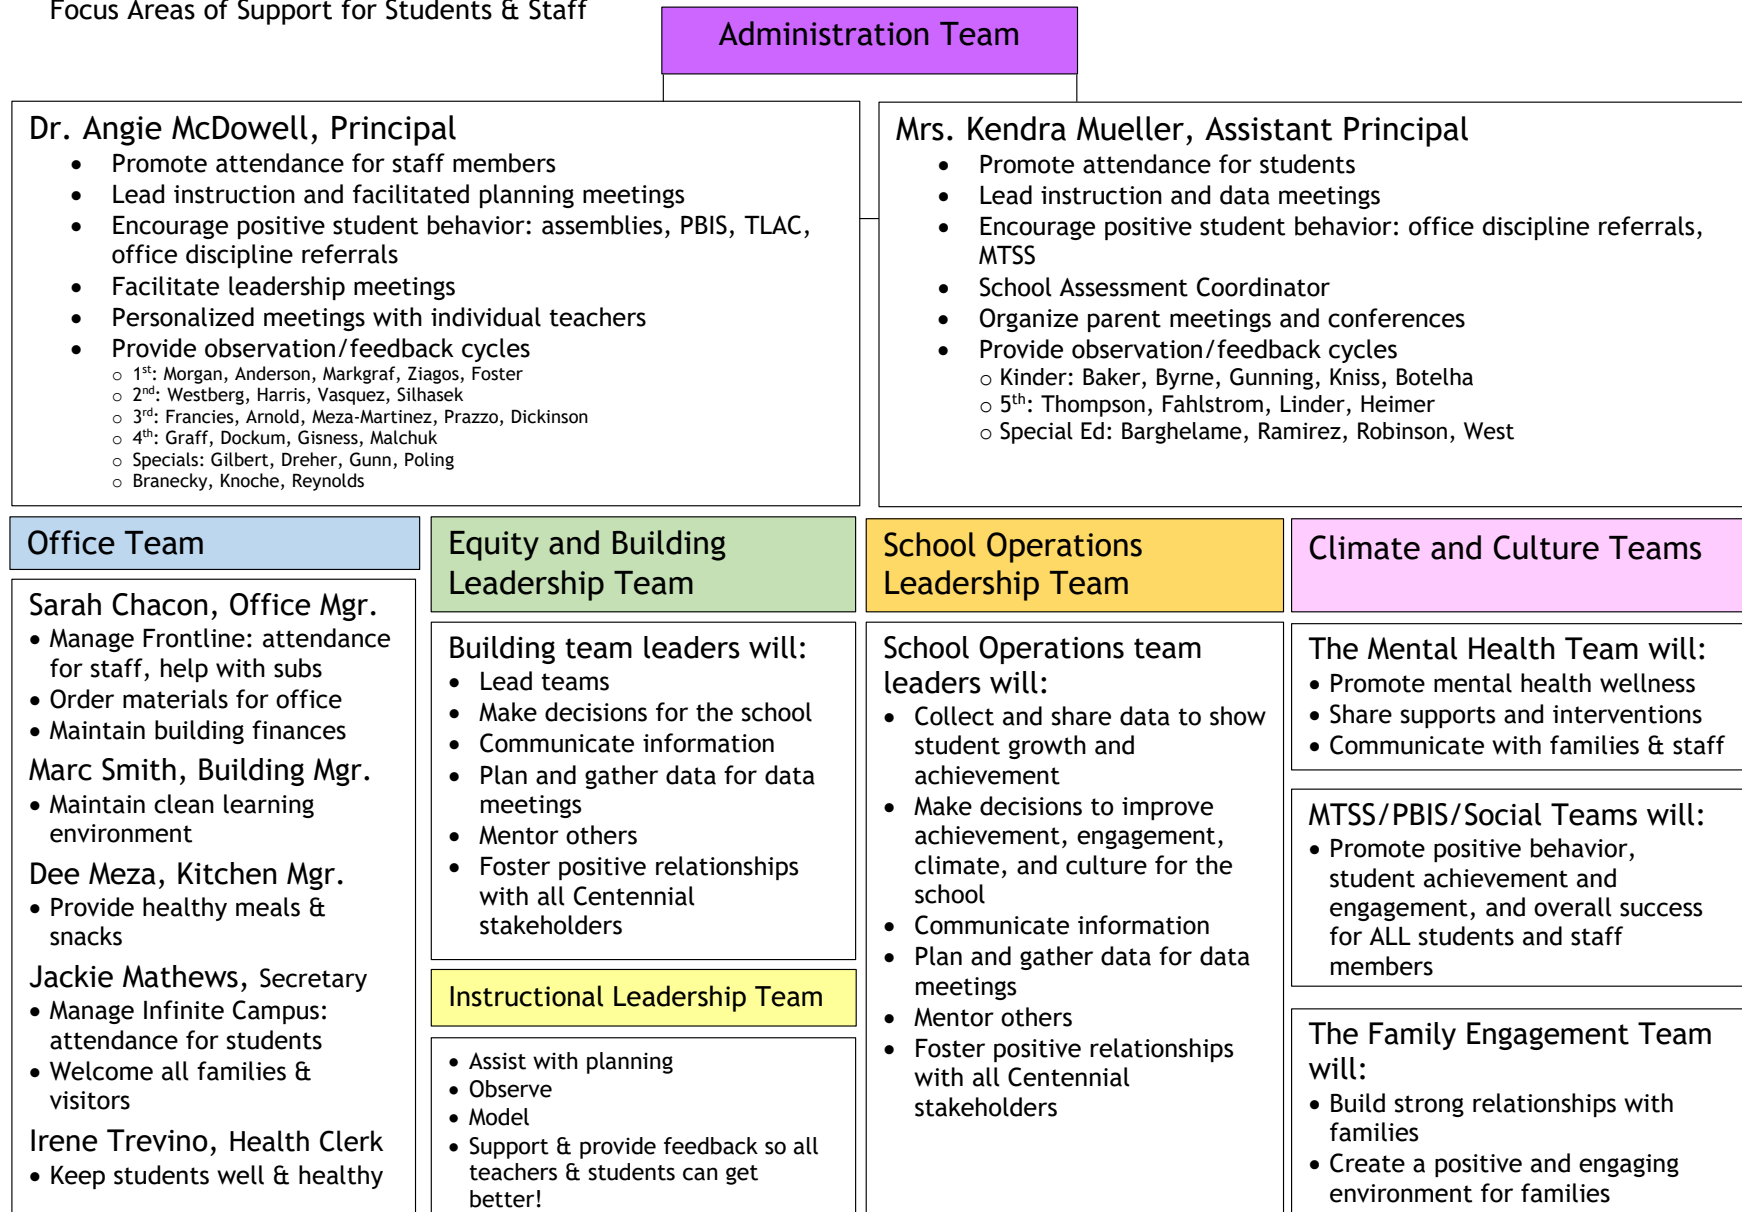 Focus Areas of Support for Students & Staff
Administration Team
Dr. Angie McDowell, Principal
• Promote attendance for staff members
• Lead instruction and facilitated planning meetings
• Encourage positive student behavior: assemblies, PBIS, TLAC,
office discipline referrals
• Facilitate leadership meetings
• Personalized meetings with individual teachers
• Provide observation/feedback cycles
o 1st: Morgan, Anderson, Markgraf, Ziagos, Foster
o 2nd: Westberg, Harris, Vasquez, Silhasek
o 3rd: Francies, Arnold, Meza-Martinez, Prazzo, Dickinson
o 4th: Graff, Dockum, Gisness, Malchuk
o Specials: Gilbert, Dreher, Gunn, Poling
o Branecky, Knoche, Reynolds
Mrs. Kendra Mueller, Assistant Principal
• Promote attendance for students
• Lead instruction and data meetings
• Encourage positive student behavior: office discipline referrals,
MTSS
• School Assessment Coordinator
• Organize parent meetings and conferences
• Provide observation/feedback cycles
o Kinder: Baker, Byrne, Gunning, Kniss, Botelha
o 5th: Thompson, Fahlstrom, Linder, Heimer
o Special Ed: Barghelame, Ramirez, Robinson, West
Office Team
Sarah Chacon, Office Mgr.
• Manage Frontline: attendance
for staff, help with subs
• Order materials for office
• Maintain building finances
Marc Smith, Building Mgr.
• Maintain clean learning
environment
Dee Meza, Kitchen Mgr.
• Provide healthy meals &
snacks
Jackie Mathews, Secretary
• Manage Infinite Campus:
attendance for students
• Welcome all families &
visitors
Irene Trevino, Health Clerk
• Keep students well & healthy
Equity and Building
Leadership Team
Building team leaders will:
• Lead teams
• Make decisions for the school
• Communicate information
• Plan and gather data for data
meetings
• Mentor others
• Foster positive relationships
with all Centennial
stakeholders
Instructional Leadership Team
• Assist with planning
• Observe
• Model
• Support & provide feedback so all
teachers & students can get
better!
School Operations
Leadership Team
School Operations team
leaders will:
• Collect and share data to show
student growth and
achievement
• Make decisions to improve
achievement, engagement,
climate, and culture for the
school
• Communicate information
• Plan and gather data for data
meetings
• Mentor others
• Foster positive relationships
with all Centennial
stakeholders
Climate and Culture Teams
The Mental Health Team will:
• Promote mental health wellness
• Share supports and interventions
• Communicate with families & staff
MTSS/PBIS/Social Teams will:
• Promote positive behavior,
student achievement and
engagement, and overall success
for ALL students and staff
members
The Family Engagement Team
will:
• Build strong relationships with
families
• Create a positive and engaging
environment for families